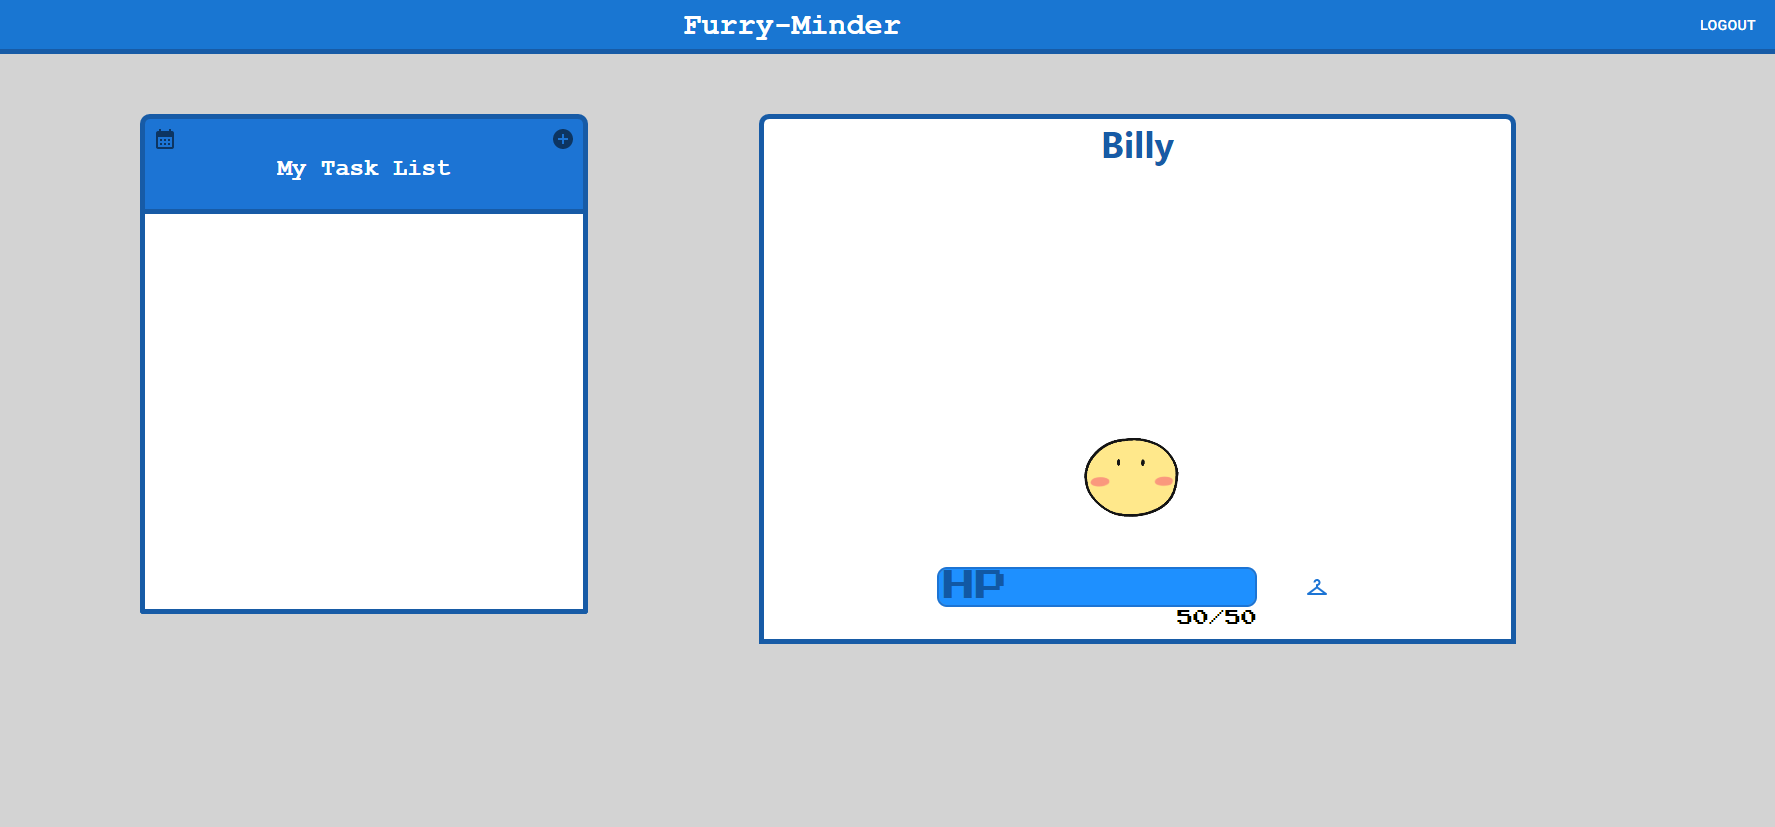 Furry-Minder
LOGOUT
My Task List
Billy
HP
50/50